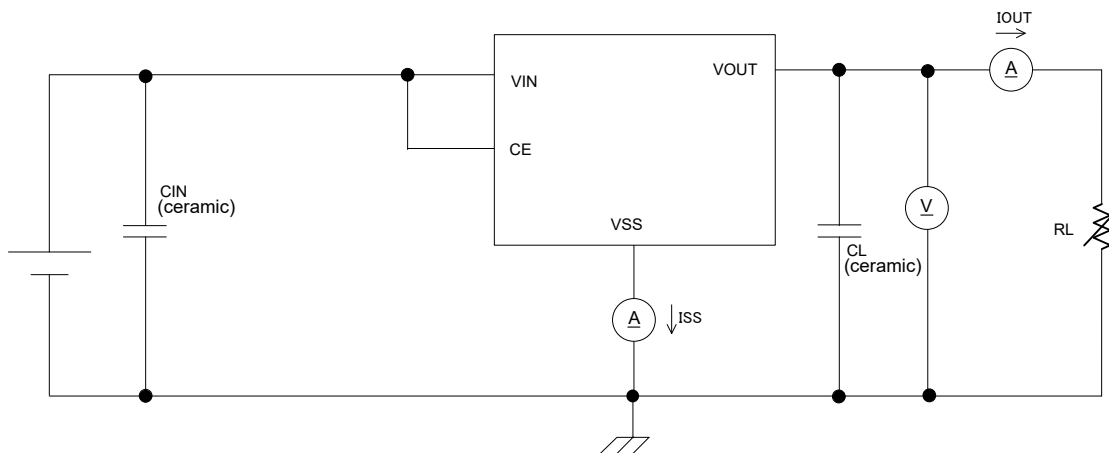 IOUT
VIN
VOUT
A
CE
CIN
(ceramic)
V
VSS
RL
CL
(ceramic)
A
ISS